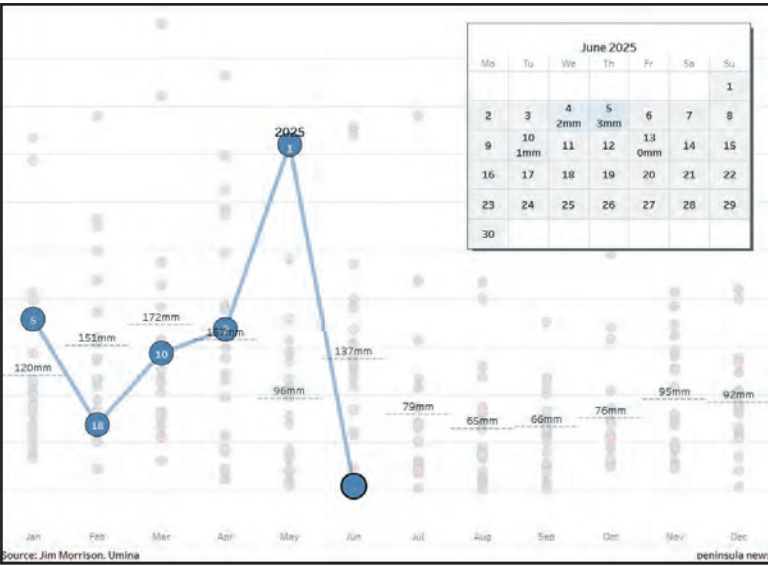 June 2025
Mo Tu We Th Fr Sa Su
1
2 3 4 5 6 7 8
2mm 3mm
9 10 11 12 13 14 15
1mm 0mm
16 17 18 19 20 21 22
23 24 25 26 27 28 29
30
2025
1
5
172mm
151mm
10
137mm
120mm
96mm
95mm
92mm
79mm
76mm
65mm
66mm
18
Jan Feb Mar Apr May Jun Jul Aug Sep Oct Nov Dec
Source: Jim Morrison, Umina
peninsula news